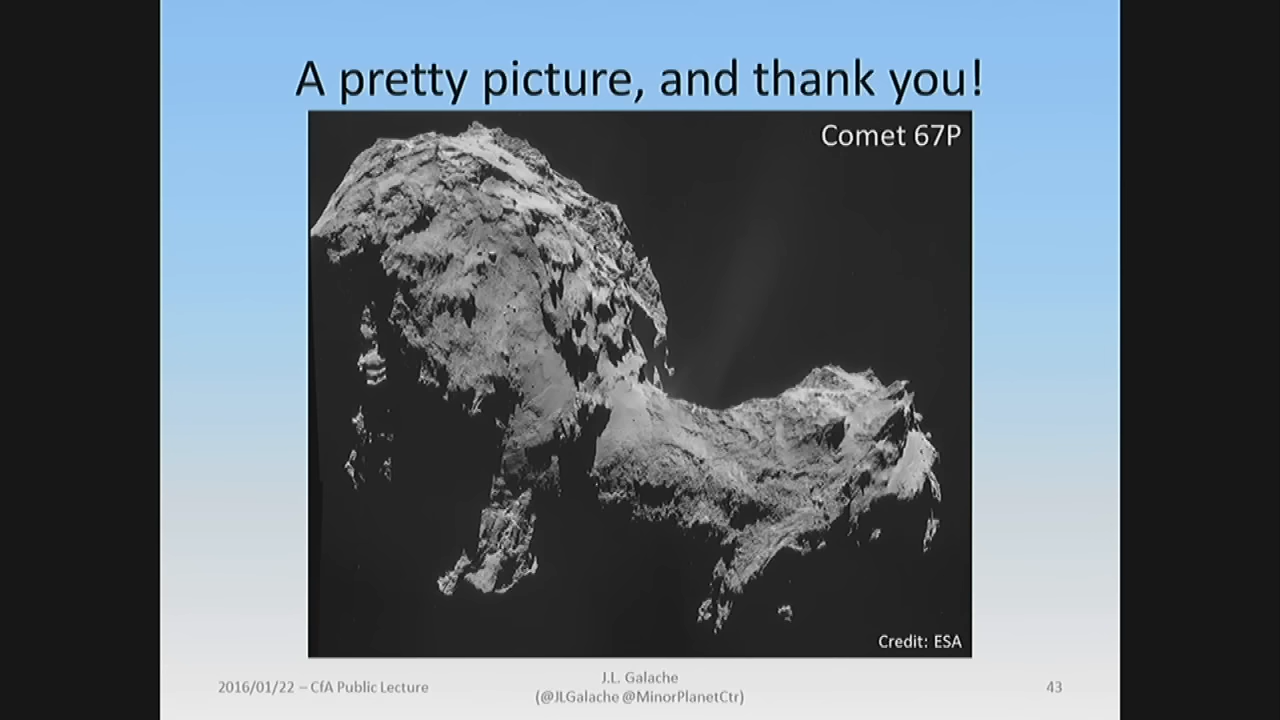 A pretty picture, and thank you!
Comet 67P
Credit: ESA
2016/01/22 – CfA Public Lecture
J.L. Galache
(@JLGalache @MinorPlanetCtr)
43